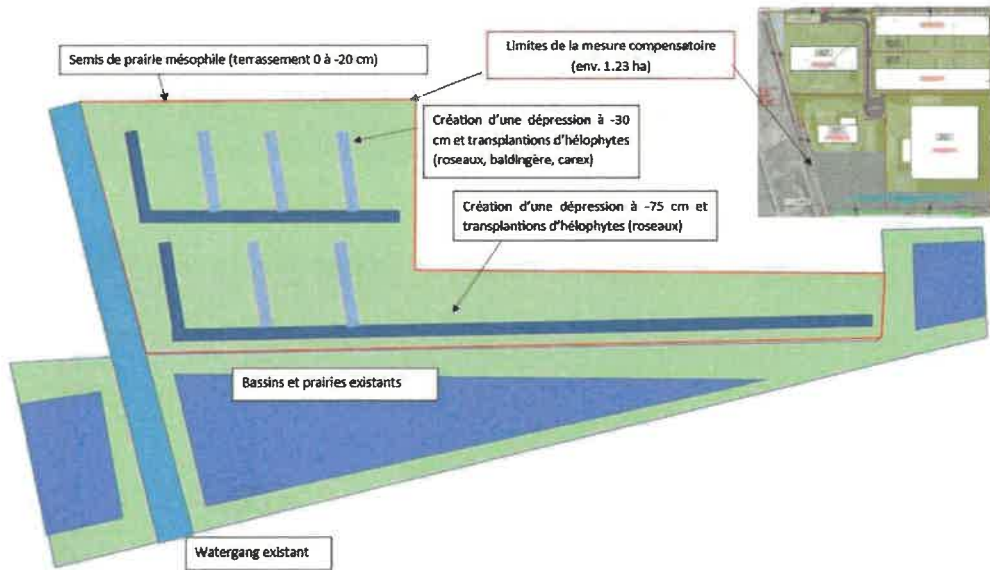 Semis de prairie mésophile (terrassement 0 à -20 cm)
Limites de la mesure compensatoire
(env. 1.23 ha)
Création d'une dépression à -30
cm et transplantions d'hélophytes
(roseaux, baldingère, carex)
Création d'une dépression à -75 cm et
transplantions d'hélophytes (roseaux)
Bassins et prairies existants
Watergang existant